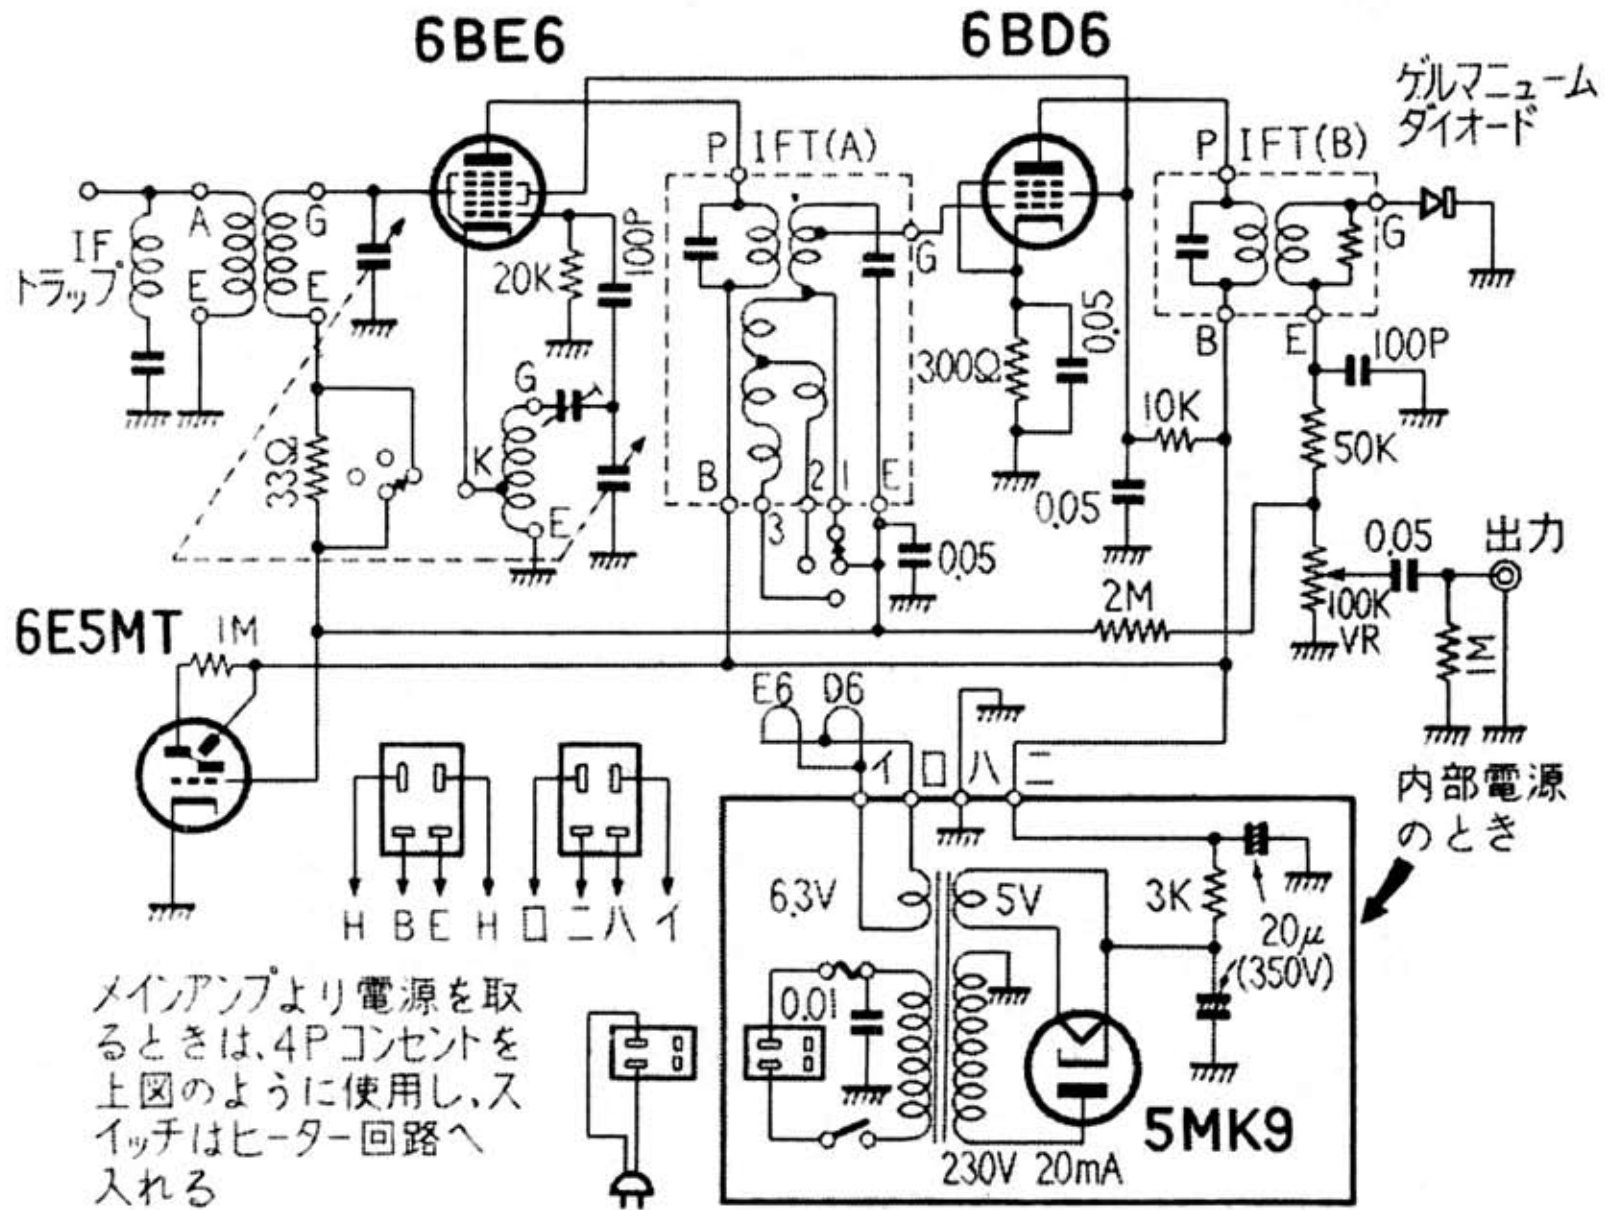 6BE6
6BD6
ゲルマニューム
ダイオード
P IFT(A)
P IFT(B)
IF
トラップ
A
G
E
E
20K
100P
G
G
300Ω
0.05
B
E
100P
33Ω
K
G
E
B
3
2
1
E
0.05
10K
0.05
50K
0.05
出力
100K
VR
1M
2M
6E5MT
1M
E6 D6
イ ロ ハ ニ
内部電源
のとき
H B E H
ロ ニ ハ イ
6.3V
5V
3K
20μ
(350V)
0.01
5MK9
230V 20mA
メインアンプより電源を取
るときは、4Pコンセントを
上図のように使用し、ス
イッチはヒーター回路へ
入れる